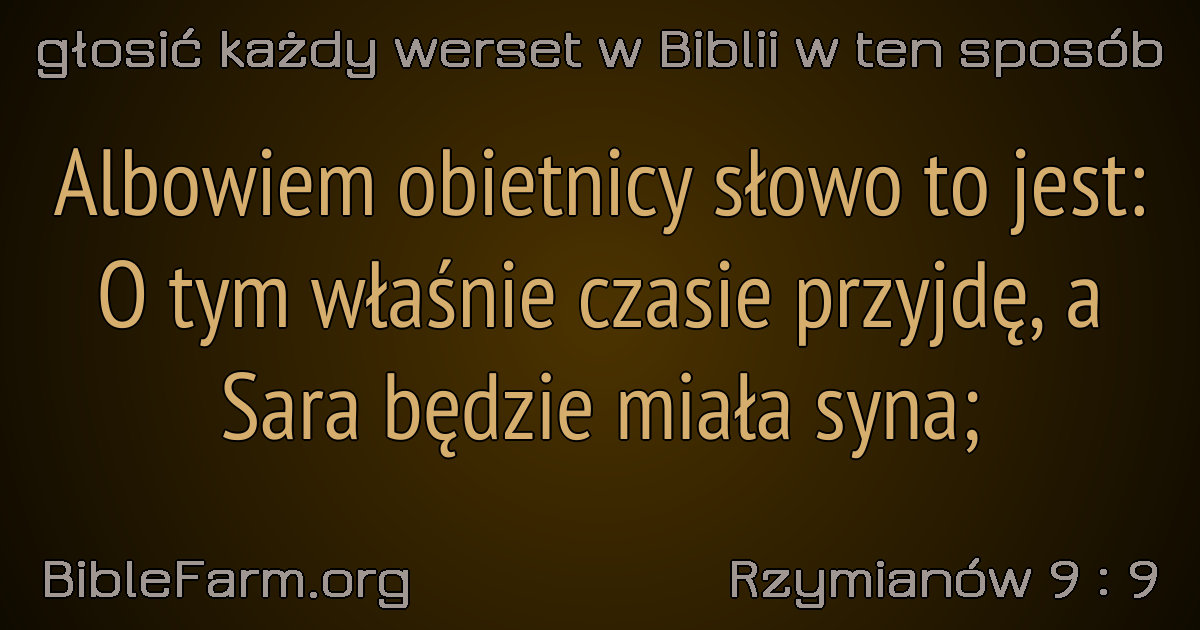 głosić każdy werset w Biblii w ten sposób
Albowiem obietnicy słowo to jest:
O tym właśnie czasie przyjdę, a
Sara będzie miała syna;
BibleFarm.org
Rzymianów 9 : 9